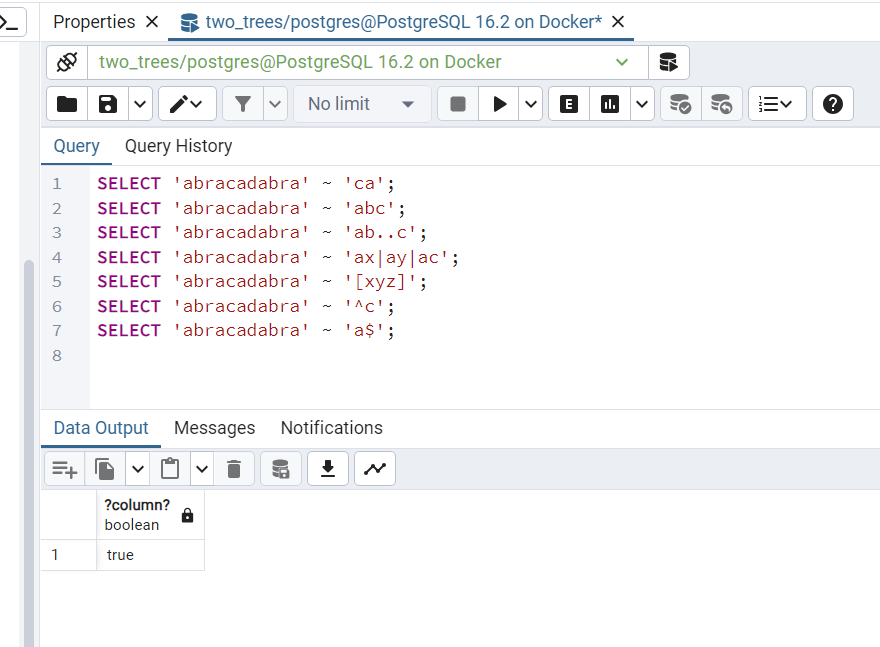 Properties
two_trees/postgres@PostgreSQL 16.2 on Docker*
two_trees/postgres@PostgreSQL 16.2 on Docker
No limit
E
Query Query History
1 SELECT 'abracadabra' ~ 'ca';
2 SELECT 'abracadabra' ~ 'abc';
3 SELECT 'abracadabra' ~ 'ab..c';
4 SELECT 'abracadabra' ~ 'ax|ay|ac';
5 SELECT 'abracadabra' ~ '[xyz]';
6 SELECT 'abracadabra' ~ '^c';
7 SELECT 'abracadabra' ~ 'a$';
8
Data Output Messages Notifications
?column?
boolean
1 true